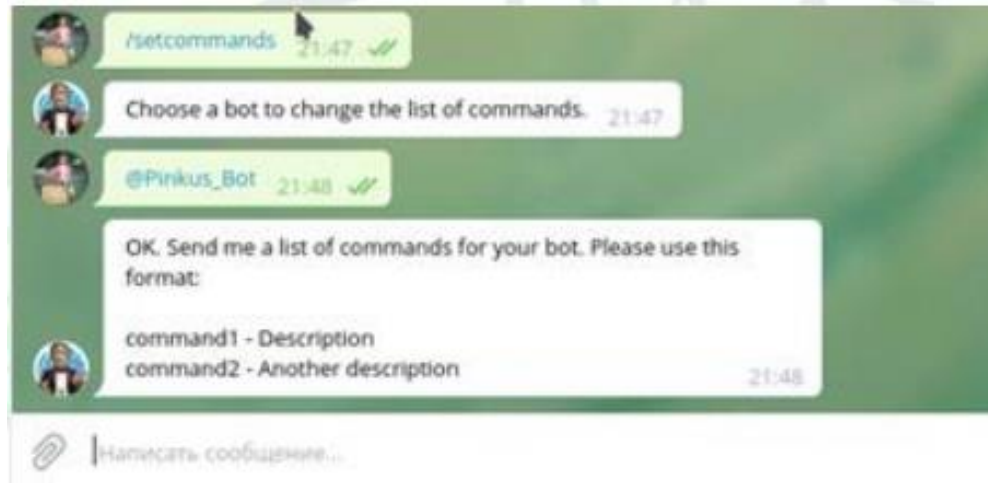 /setcommands 21:47
Choose a bot to change the list of commands. 21:47
@Pinkus_Bot 21:48
OK. Send me a list of commands for your bot. Please use this
format:
command1 - Description
command2 - Another description
21:48
Написать сообщение...